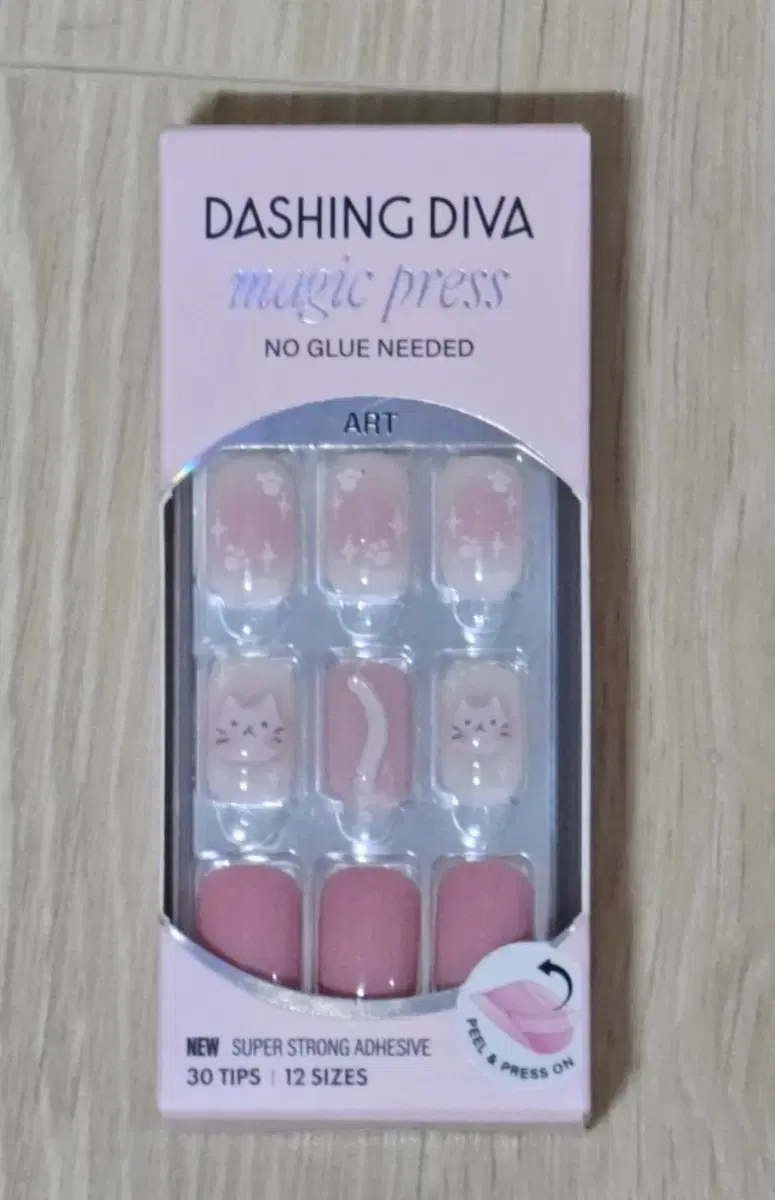 DASHING DIVA
magic press
NO GLUE NEEDED
ART
NEW SUPER STRONG ADHESIVE
30 TIPS | 12 SIZES
PEEL & PRESS ON